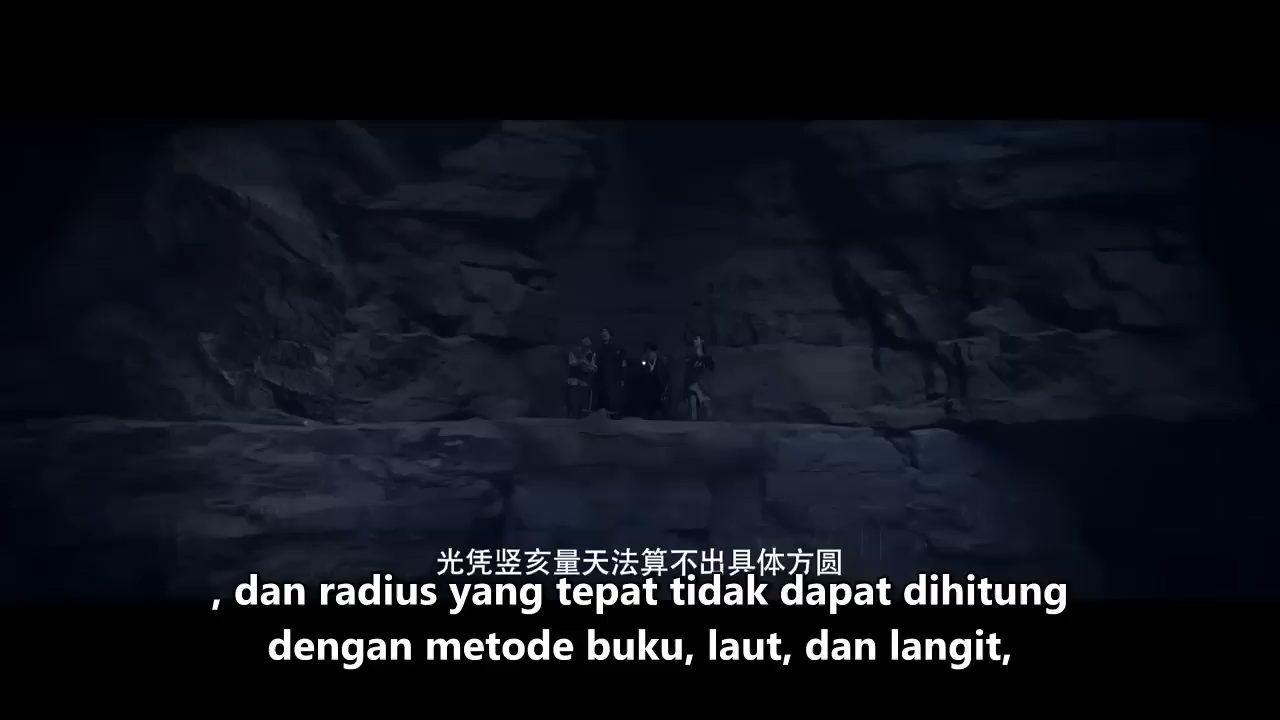 光凭竖亥量天法算不出具体方圆
, dan radius yang tepat tidak dapat dihitung
dengan metode buku, laut, dan langit,